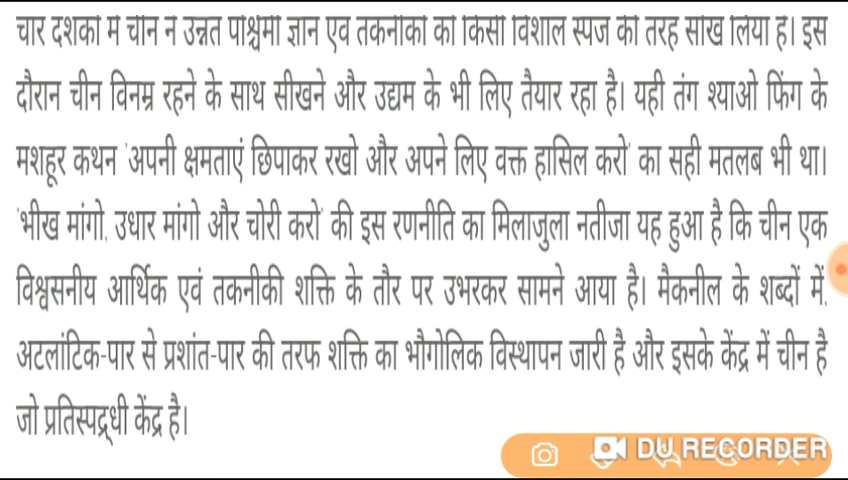 चार दशकों में चीन ने उन्नत पश्चिमी ज्ञान एवं तकनीकों को किसी विशाल स्पंज की तरह सोख लिया है। इस
दौरान चीन विनम्र रहने के साथ सीखने और उद्यम के भी लिए तैयार रहा है। यही तंग श्याओ फिंग के
मशहूर कथन 'अपनी क्षमताएं छिपाकर रखो और अपने लिए वक्त हासिल करो' का सही मतलब भी था।
'भीख मांगो, उधार मांगो और चोरी करो' की इस रणनीति का मिलाजुला नतीजा यह हुआ है कि चीन एक
विश्वसनीय आर्थिक एवं तकनीकी शक्ति के तौर पर उभरकर सामने आया है। मैकनील के शब्दों में,
अटलांटिक-पार से प्रशांत-पार की तरफ शक्ति का भौगोलिक विस्थापन जारी है और इसके केंद्र में चीन है
जो प्रतिस्पद्र्धी केंद्र है।
DU RECORDER